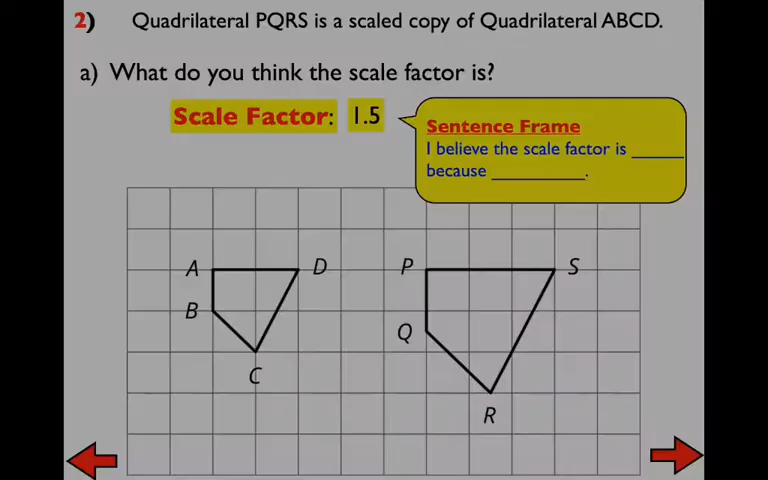 2) Quadrilateral PQRS is a scaled copy of Quadrilateral ABCD.
a) What do you think the scale factor is?
Scale Factor: 1.5
Sentence Frame
I believe the scale factor is ______
because __________.
A D P S
B Q
C
R